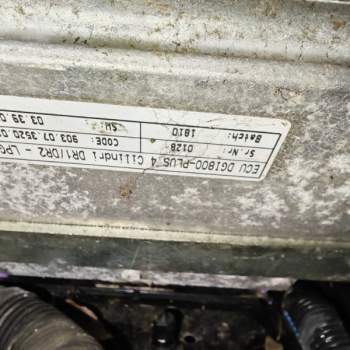 ECU DGI800-PLUS 4 Cilindri DR1/DR2 - LPG
Sr.Nr: 0128 CODE: 903.07.3520.0
Batch: 1810 SW: 03.39.0